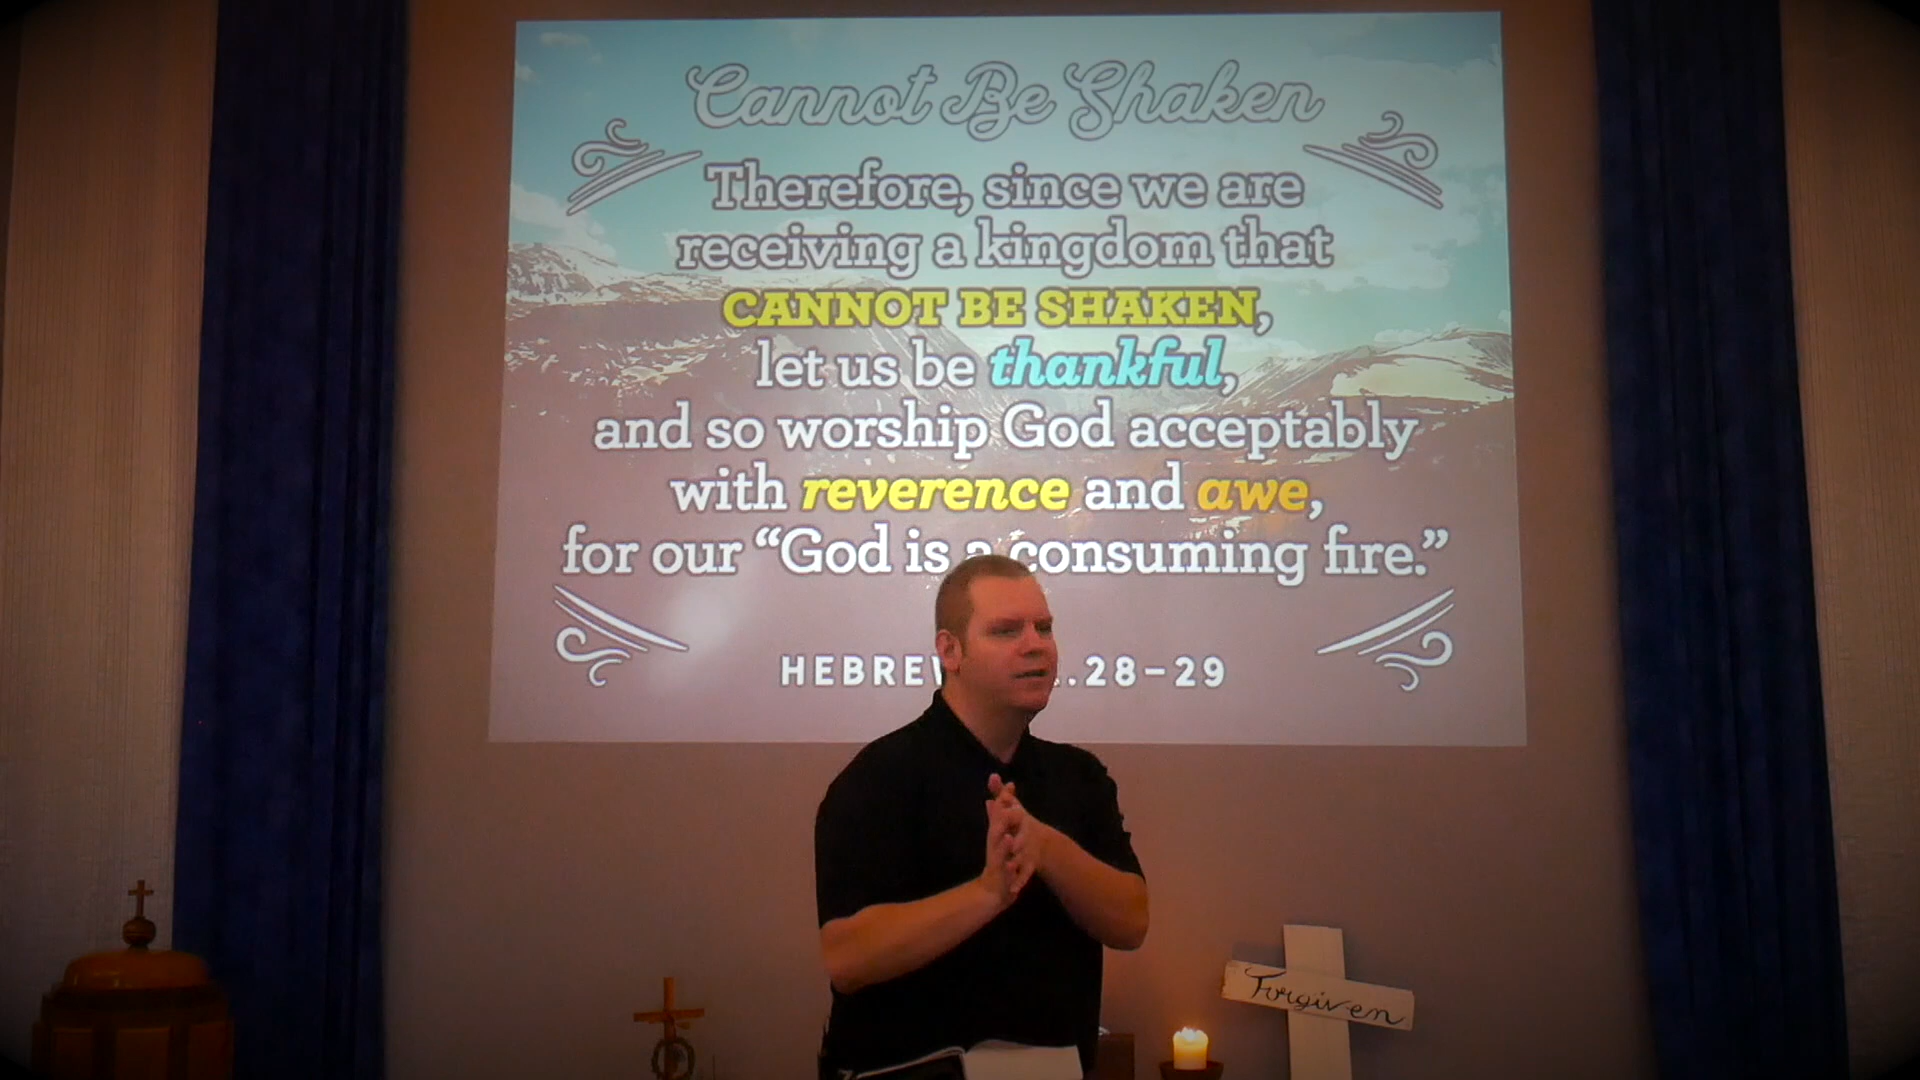 Cannot Be Shaken
Therefore, since we are
receiving a kingdom that
CANNOT BE SHAKEN,
let us be thankful,
and so worship God acceptably
with reverence and awe,
for our “God is a consuming fire.”
28-29
Forgiven